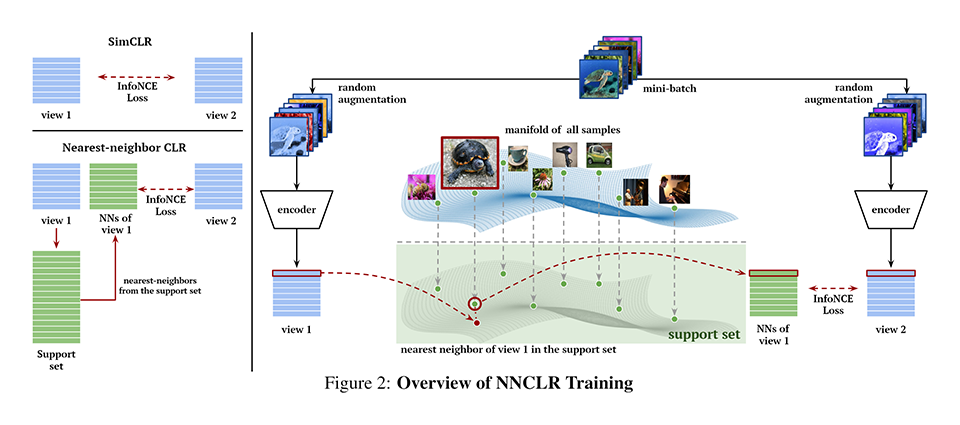 SimCLR
InfoNCE
Loss
view 1
view 2
Nearest-neighbor CLR
InfoNCE
Loss
view 1
NNs of
view 1
view 2
nearest-neighbors
from the support set
Support
set
mini-batch
random
augmentation
random
augmentation
manifold of all samples
encoder
encoder
view 1
support set
nearest neighbor of view 1 in the support set
NNs of
view 1
InfoNCE
Loss
view 2
Figure 2: Overview of NNCLR Training